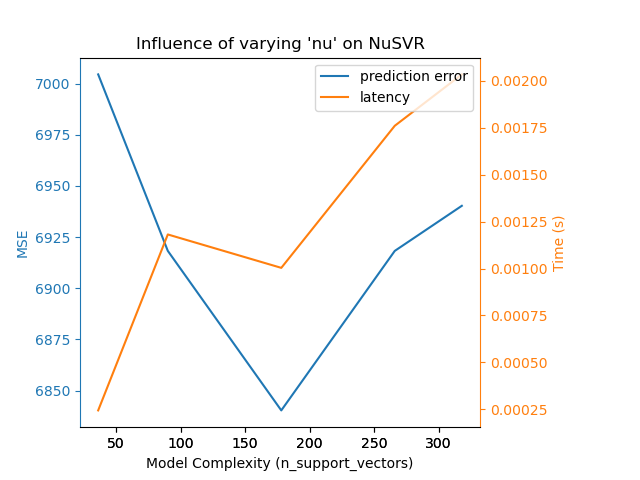 Influence of varying 'nu' on NuSVR
prediction error
latency
7000
6975
6950
6925
6900
6875
6850
MSE
0.00200
0.00175
0.00150
0.00125
0.00100
0.00075
0.00050
0.00025
Time (s)
50 100 150 200 250 300
Model Complexity (n_support_vectors)